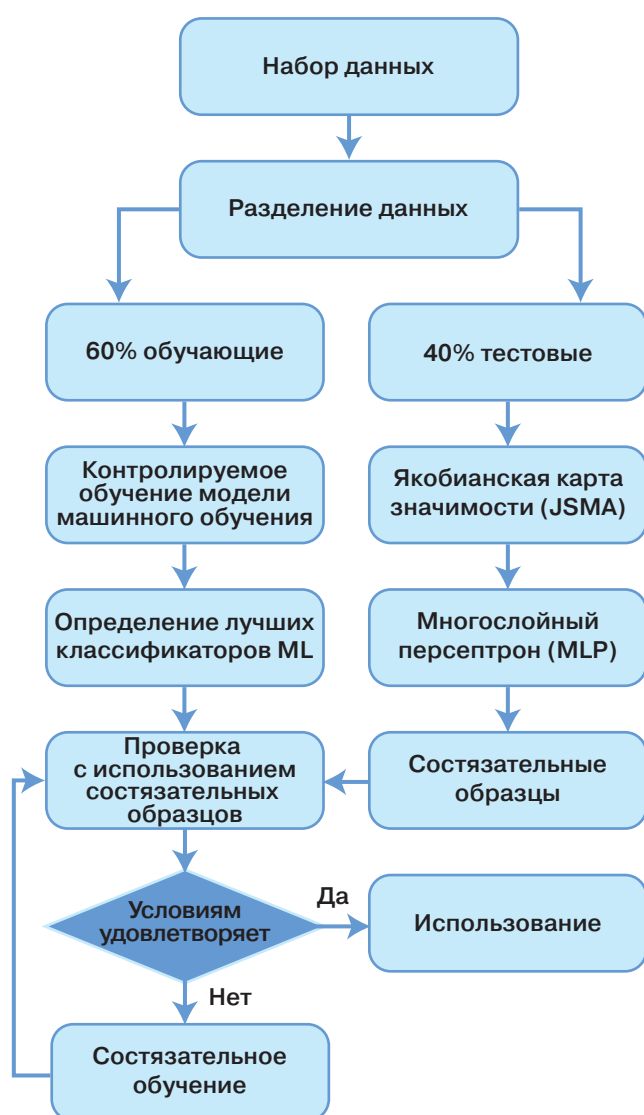 Набор данных
Разделение данных
60% обучающие
40% тестовые
Контролируемое
обучение модели
машинного обучения
Якобианская карта
значимости (JSMA)
Определение лучших
классификаторов ML
Многослойный
персептрон (MLP)
Проверка
с использованием
состязательных
образцов
Состязательные
образцы
Условиям
удовлетворяет
Да
Использование
Нет
Состязательное
обучение